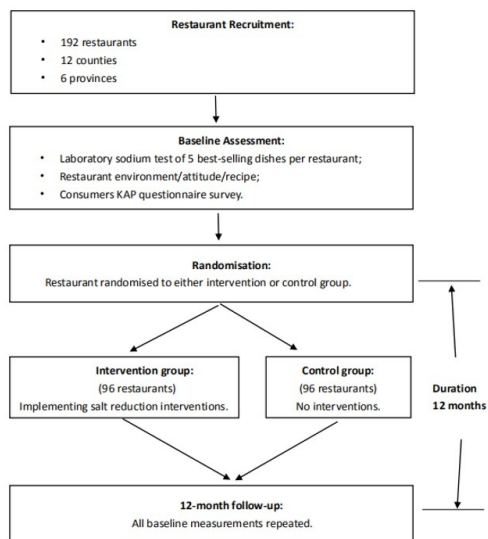 Restaurant Recruitment:
• 192 restaurants
• 12 counties
• 6 provinces
Baseline Assessment:
• Laboratory sodium test of 5 best-selling dishes per restaurant;
• Restaurant environment/attitude/recipe;
• Consumers KAP questionnaire survey.
Randomisation:
Restaurant randomised to either intervention or control group.
Intervention group:
(96 restaurants)
Implementing salt reduction interventions.
Control group:
(96 restaurants)
No interventions.
Duration
12 months
12-month follow-up:
All baseline measurements repeated.